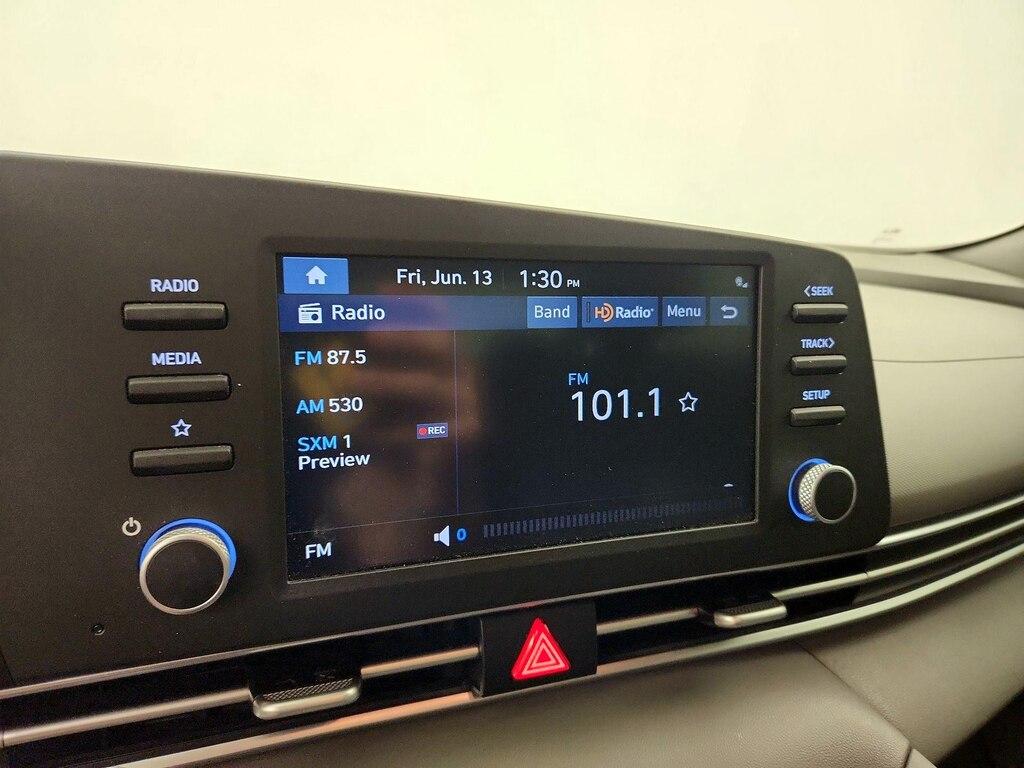 RADIO
MEDIA
Fri, Jun. 13 1:30 PM
Radio Band HD Radio Menu
FM 87.5
AM 530
REC
SXM 1
Preview
FM
101.1
FM
0
<SEEK
TRACK>
SETUP